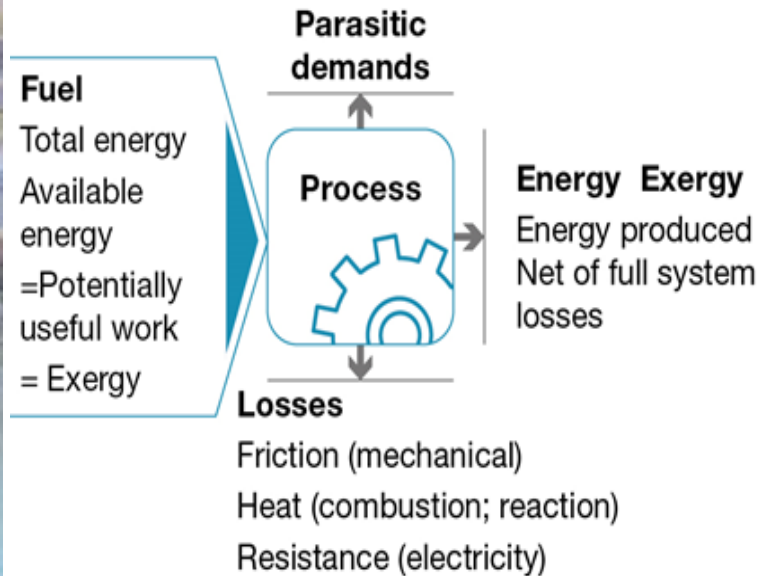 Parasitic
demands
Fuel
Total energy
Available
energy
=Potentially
useful work
= Exergy
Process
Energy Exergy
Energy produced
Net of full system
losses
Losses
Friction (mechanical)
Heat (combustion; reaction)
Resistance (electricity)